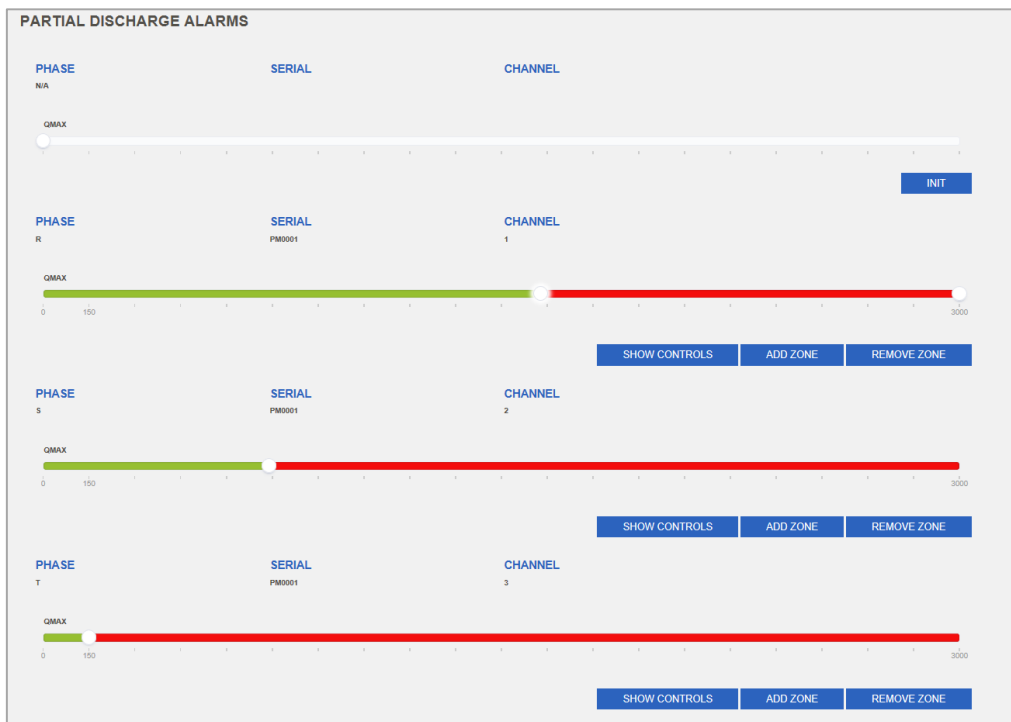 PARTIAL DISCHARGE ALARMS
PHASE SERIAL CHANNEL
N/A
QMAX
INIT
PHASE SERIAL CHANNEL
R PM0001 1
QMAX
0 150 3000
SHOW CONTROLS ADD ZONE REMOVE ZONE
PHASE SERIAL CHANNEL
S PM0001 2
QMAX
0 150 3000
SHOW CONTROLS ADD ZONE REMOVE ZONE
PHASE SERIAL CHANNEL
T PM0001 3
QMAX
0 150 3000
SHOW CONTROLS ADD ZONE REMOVE ZONE